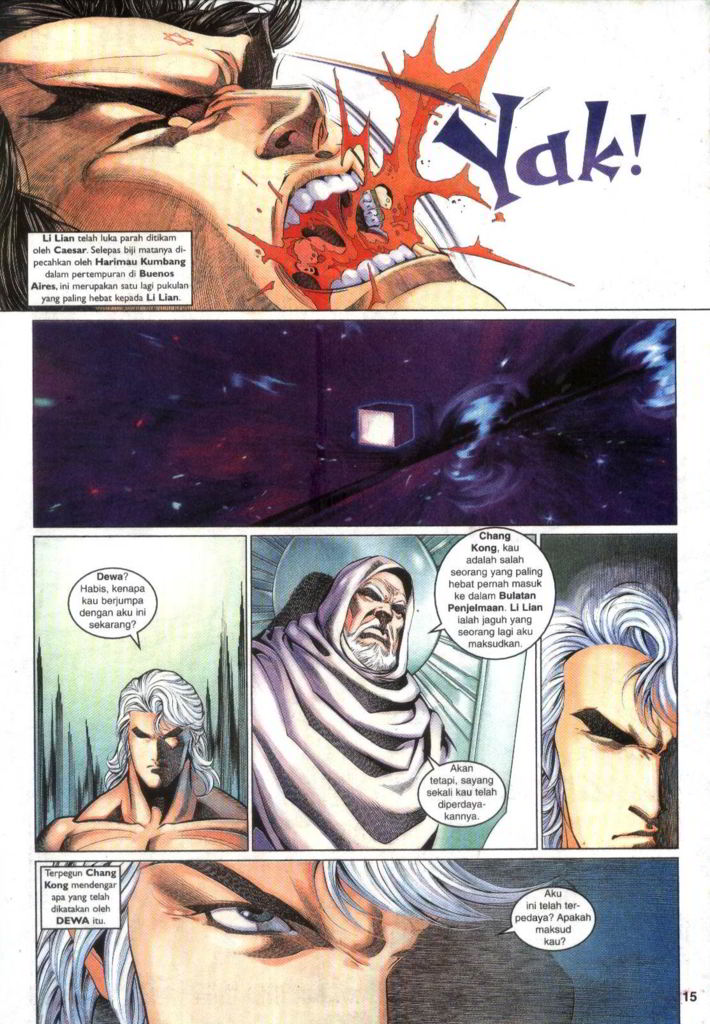 Yak!
Li Lian telah luka parah ditikam
oleh Caesar. Selepas biji matanya di-
pecahkan oleh Harimau Kumbang
dalam pertempuran di Buenos
Aires, ini merupakan satu lagi pukulan
yang paling hebat kepada Li Lian.
Dewa?
Habis, kenapa
kau berjumpa
dengan aku ini
sekarang?
Chang
Kong, kau
adalah salah
seorang yang paling
hebat pernah masuk
ke dalam Bulatan
Penjelmaan. Li Lian
ialah jaguh yang
seorang lagi aku
maksudkan.
Akan
tetapi, sayang
sekali kau telah
diperdaya-
kannya.
Terpegun Chang
Kong mendengar
apa yang telah
dikatakan oleh
DEWA itu.
Aku
ini telah ter-
pedaya? Apakah
maksud
kau?
15